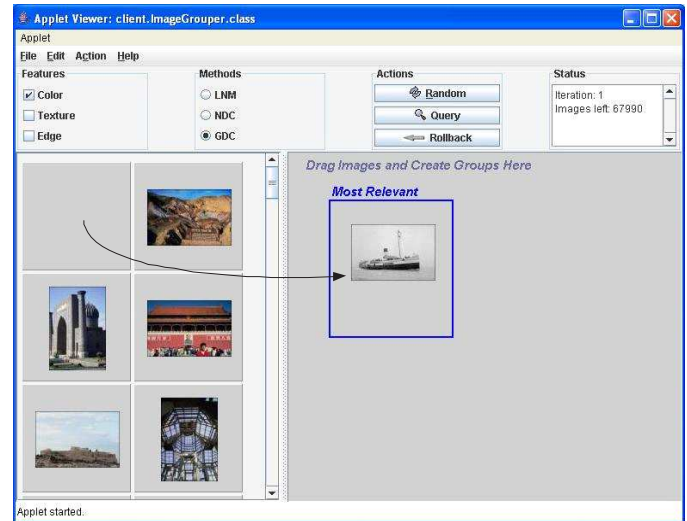 Applet Viewer: client.ImageGrouper.class
Applet
File Edit Action Help
Features Methods Actions Status
Color LNM Random Iteration: 1
Texture NDC Query Images left: 67990
Edge GDC Rollback
Drag Images and Create Groups Here
Most Relevant
Applet started.